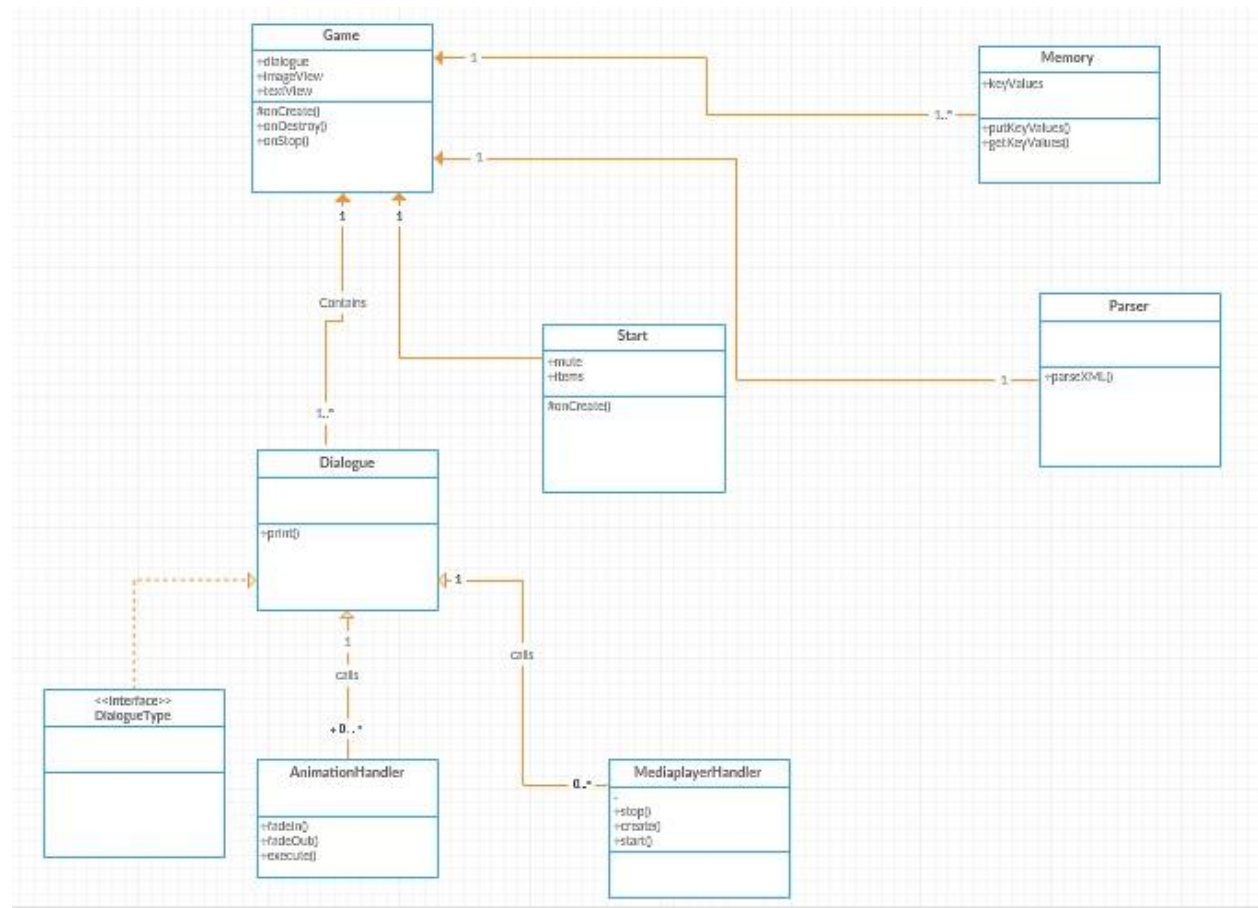 Game
+dialogue
+imageView
+textView
#onCreate()
+onDestroy()
+onStop()
1
1..*
Memory
+keyValues
+putKeyValues()
+getKeyValues()
1
1
Parser
+parseXML()
1
1
Contains
1..*
Start
+mute
+items
#onCreate()
Dialogue
+print()
1
1
calls
calls
+0..*
0..*
<<Interface>>
DialogueType
AnimationHandler
+fadeIn()
+fadeOut()
+execute()
MediaplayerHandler
-
+stop()
+create()
+start()